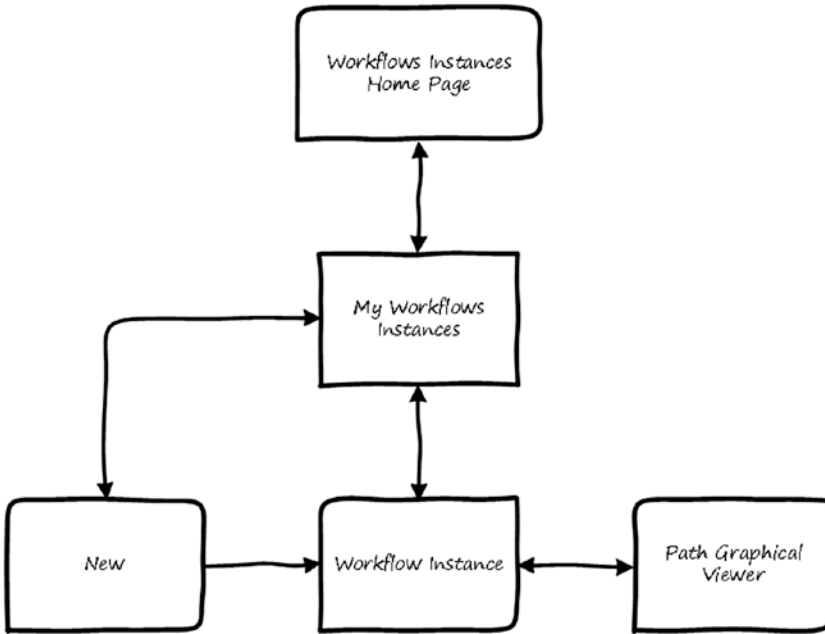 Workflows Instances
Home Page
My Workflows
Instances
New
Workflow Instance
Path Graphical
Viewer